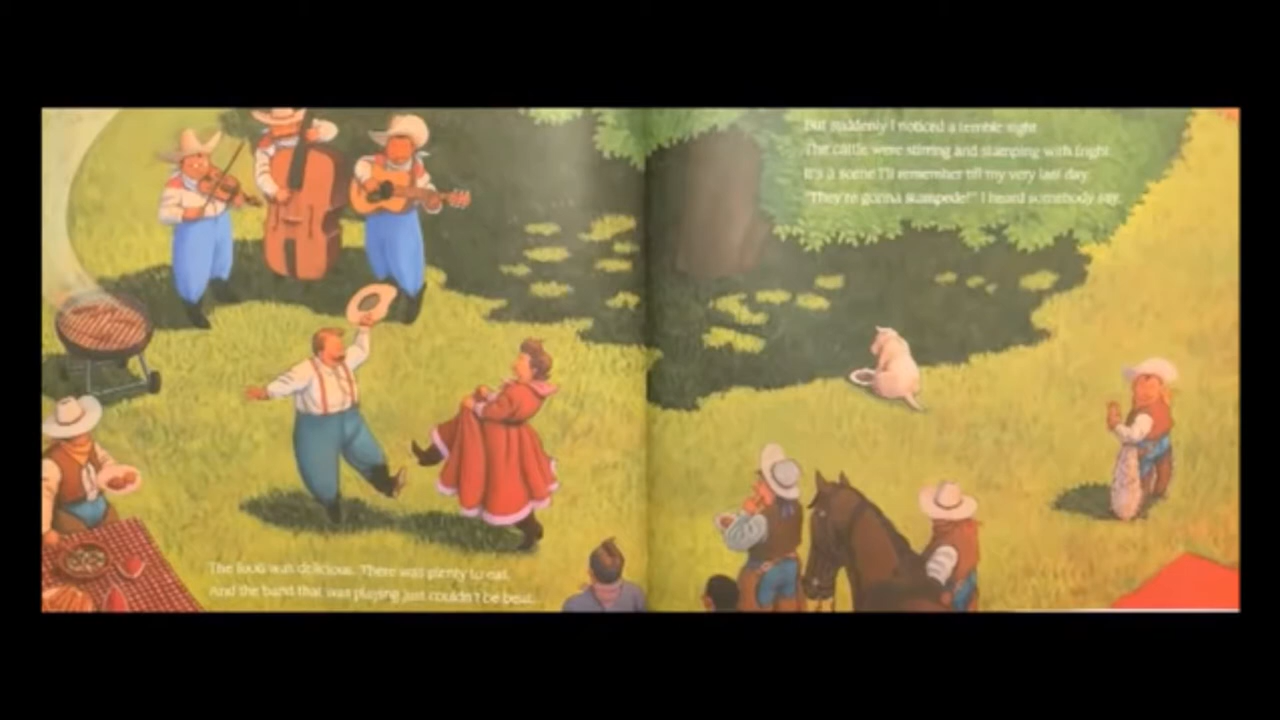 The food was delicious. There was plenty to eat.
And the band that was playing just couldn't be beat.
But suddenly I noticed a terrible sight.
The cattle were stirring and stamping with fright.
It's a scene I'll remember till my very last day.
"They're gonna stampede!" I heard somebody say.